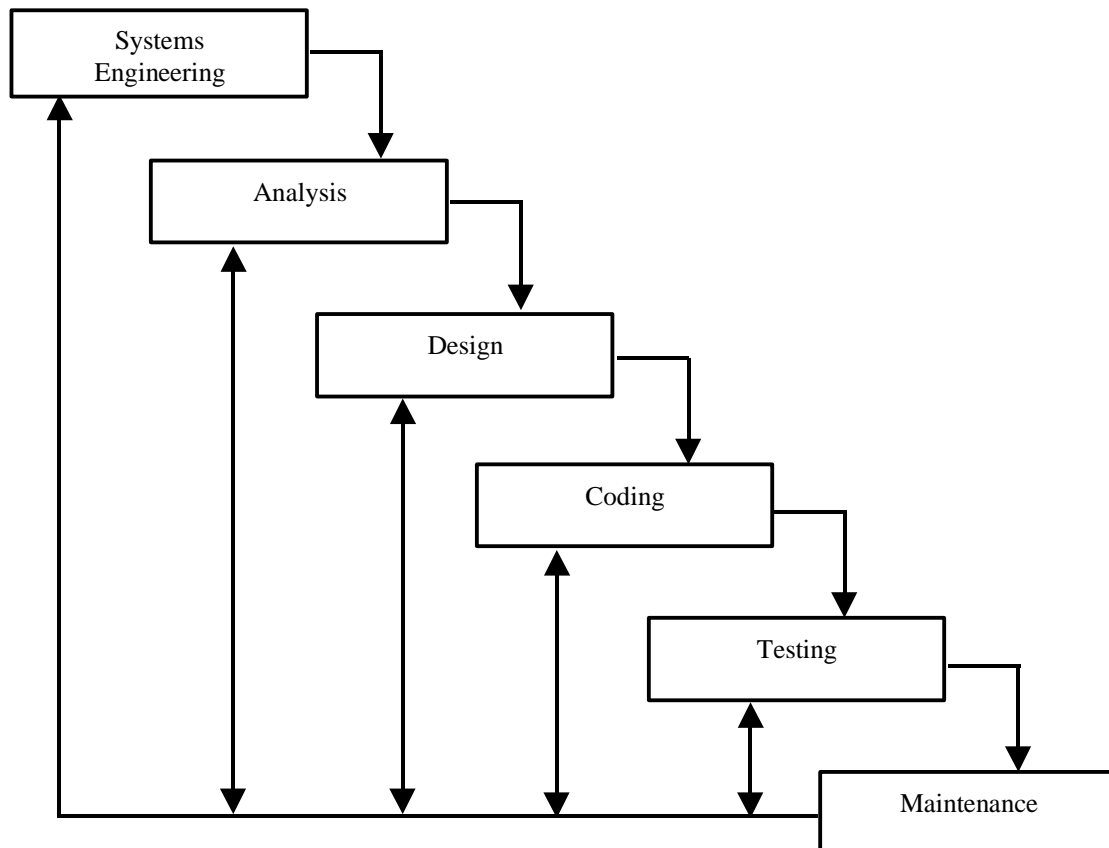 Systems
Engineering
Analysis
Design
Coding
Testing
Maintenance